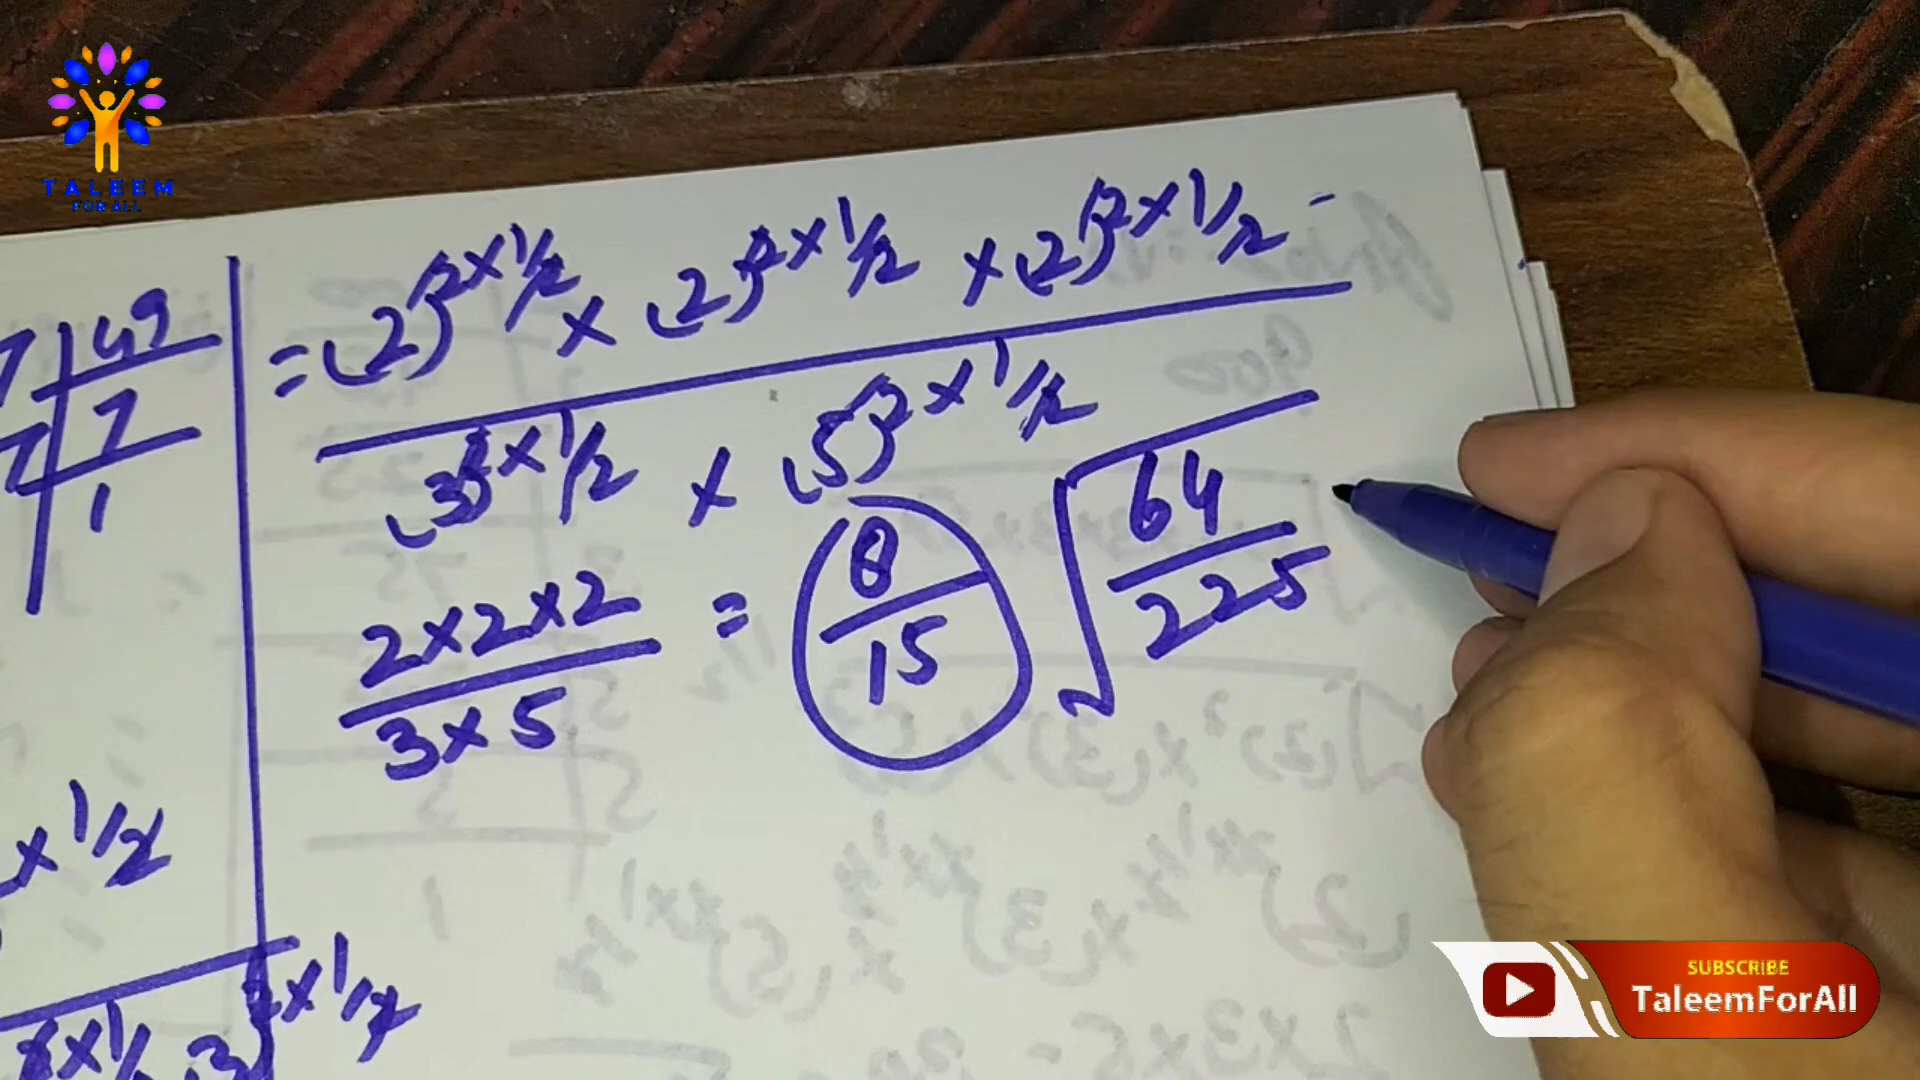 TALEEM
FOR ALL
7 | 49
7 | 7
1
= (2)^{2×1/2} × (2)^{2×1/2} × (2)^{2×1/2}
(3)^{2×1/2} × (5)^{2×1/2}
2×2×2
3×5
= 8/15
√64/225
×1/2
×1/2
SUBSCRIBE
TaleemForAll